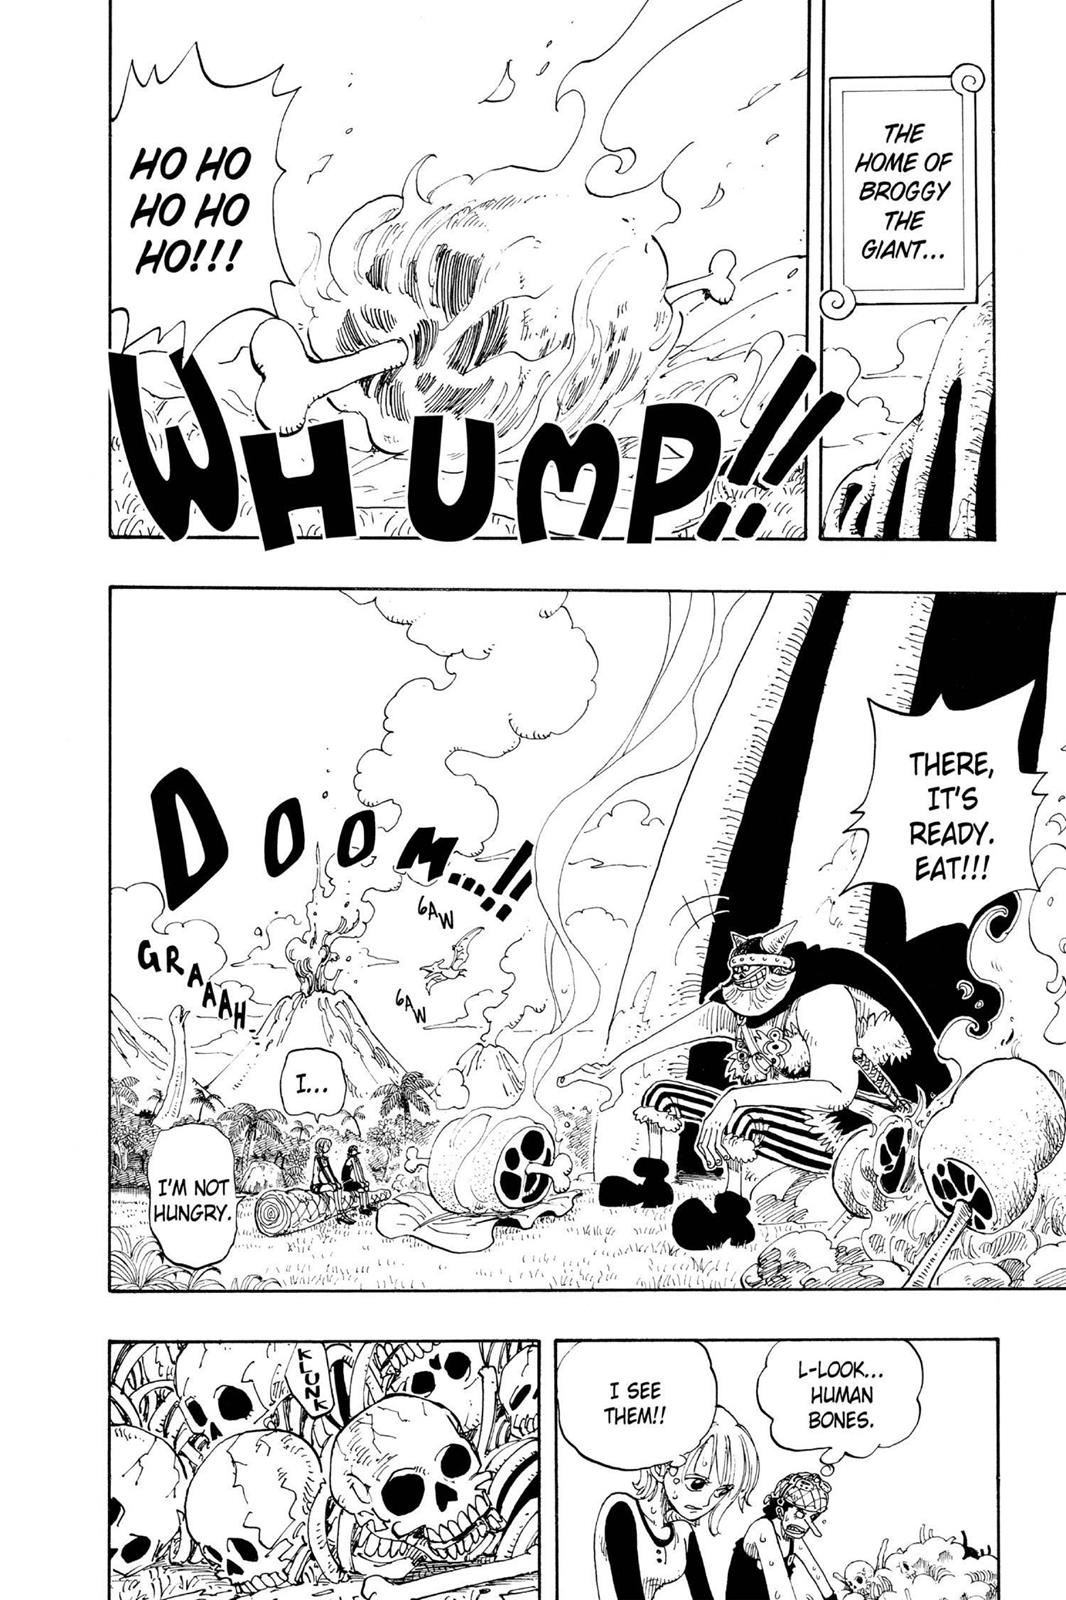 THE
HOME OF
BROGGY
THE
GIANT...
HO HO
HO HO
HO!!!
WHUMP!!
THERE,
IT'S
READY.
EAT!!!
DOOM...!!
GAW
GAW
GRAAAH
I...
I'M NOT
HUNGRY.
L-LOOK...
HUMAN
BONES.
I SEE
THEM!!
KLUNK